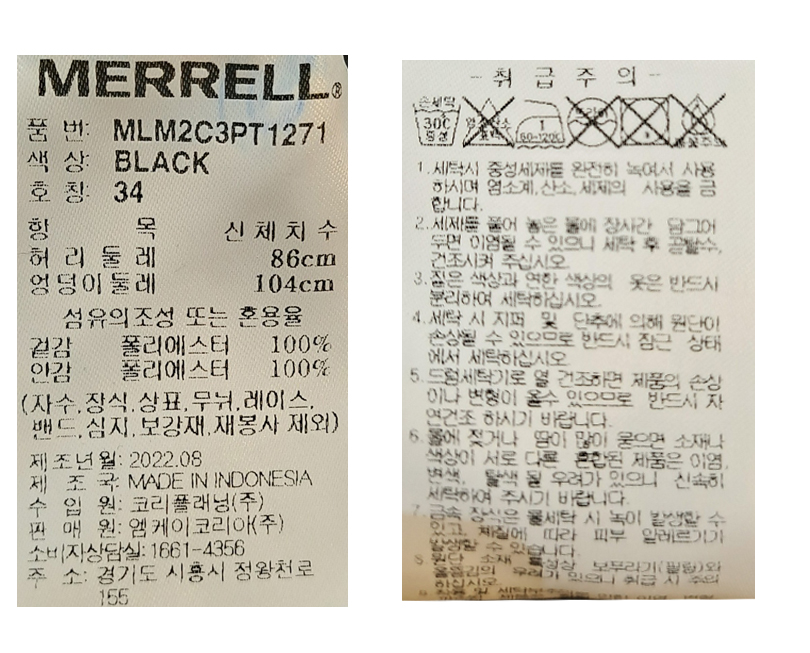 MERRELL®
품 번: MLM2C3PT1271
색 상: BLACK
호 칭: 34
항 목 신체치수
허리둘레 86cm
엉덩이둘레 104cm
섬유의조성 또는 혼용율
겉감 폴리에스터 100%
안감 폴리에스터 100%
(자수,장식,상표,무늬,레이스,
밴드,심지,보강재,재봉사 제외)
제조년월: 2022.08
제 조 국: MADE IN INDONESIA
수 입 원: 코리플래닝(주)
판 매 원: 엠케이코리아(주)
소비자상담실: 1661-4356
주 소: 경기도 시흥시 정왕천로
155
-취급주의-
손세탁
30C
중성
1.세탁시 중성세제를 완전히 녹여서 사용
하시며 염소계,산소,세제의 사용을 금
합니다.
2.세제를 풀어 놓은 물에 장시간 담그어
두면 이염될 수 있으니 세탁 후 곧탈수,
건조시켜 주십시오.
3.짙은 색상과 연한 색상의 옷은 반드시
분리하여 세탁하십시오.
4.세탁 시 지퍼 및 단추에 의해 원단이
손상될 수 있으므로 반드시 잠근 상태
에서 세탁하십시오
5.드럼세탁기로 열 건조하면 제품의 손상
이나 변형이 올수 있으므로 반드시 자
연건조 하시기 바랍니다.
6.물에 젖거나 땀이 많이 묻으면 소재나
색상이 서로 다른 혼합된 제품은 이염,
변색, 탈색 될 우려가 있으니 신속히
세탁하여 주시기 바랍니다.
7.금속 장식은 물세탁 시 녹이 발생할 수
있고 체질에 따라 피부 알레르기가
발생할 수 있습니다.